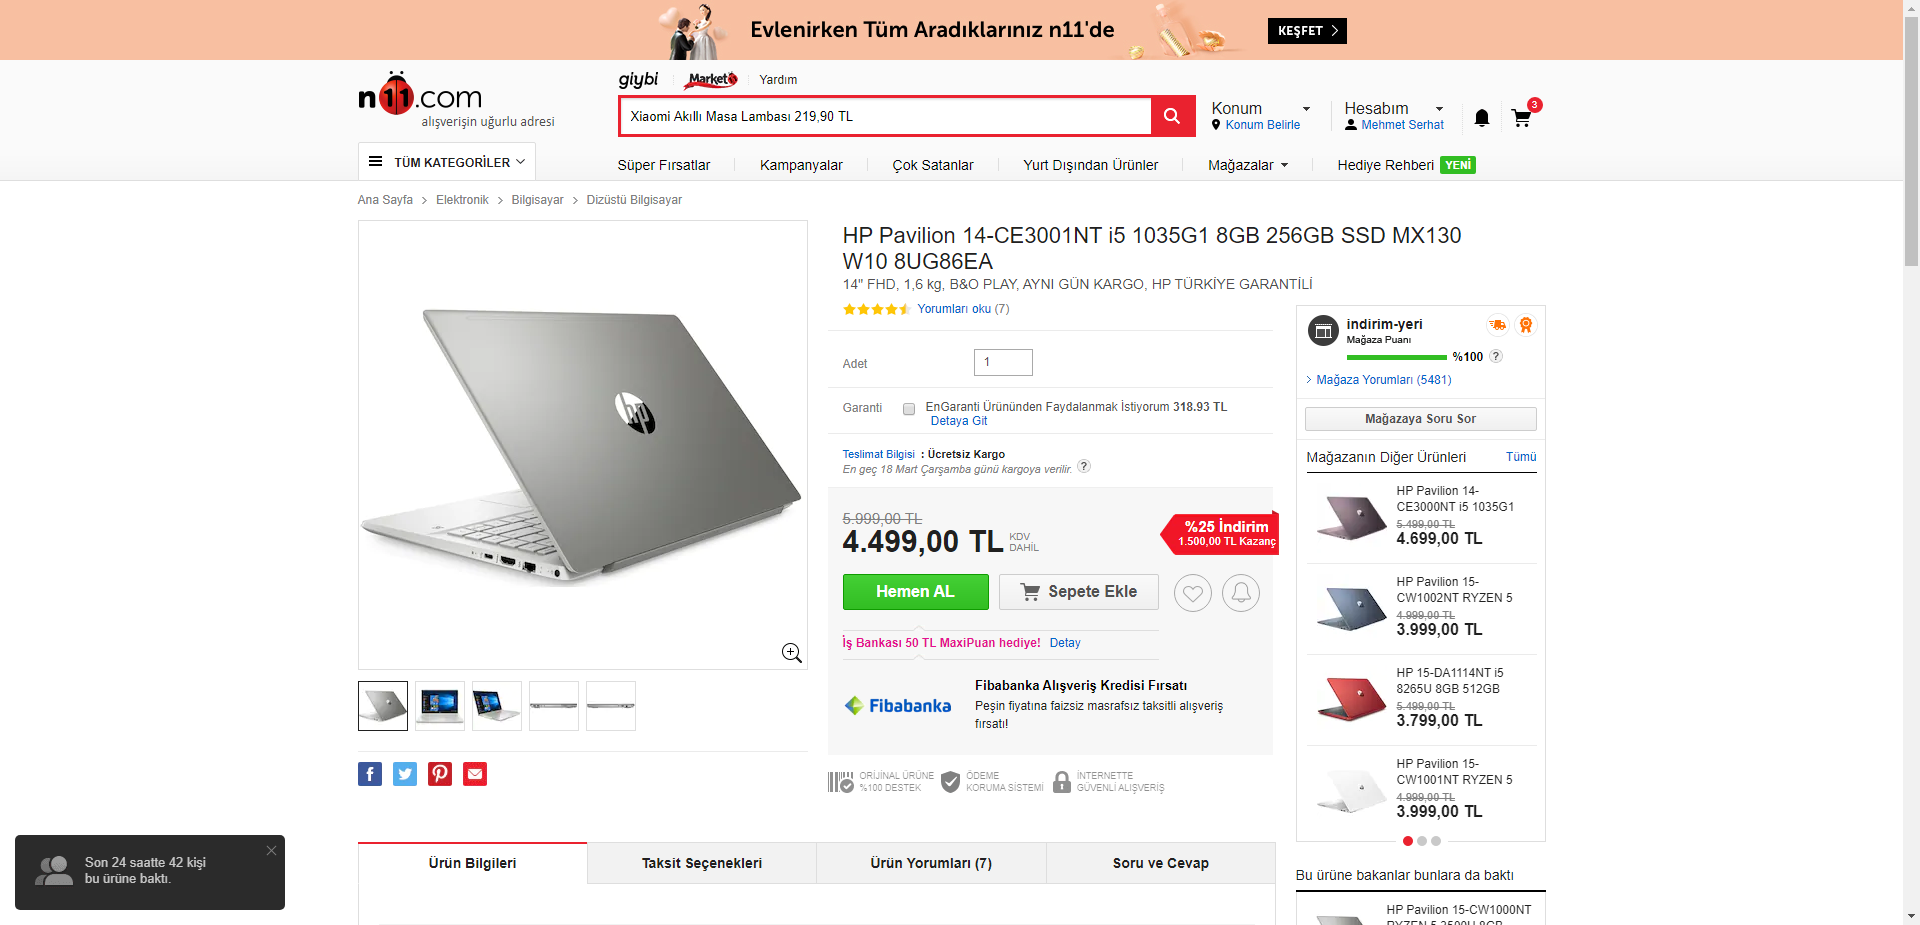 Evlenirken Tüm Aradıklarınız n11'de
KEŞFET
n11.com
alışverişin uğurlu adresi
giybi
Market
Yardım
Xiaomi Akıllı Masa Lambası 219,90 TL
Konum
Konum Belirle
Hesabım
Mehmet Serhat
3
TÜM KATEGORİLER
Süper Fırsatlar
Kampanyalar
Çok Satanlar
Yurt Dışından Ürünler
Mağazalar
Hediye Rehberi YENİ
Ana Sayfa > Elektronik > Bilgisayar > Dizüstü Bilgisayar
HP Pavilion 14-CE3001NT i5 1035G1 8GB 256GB SSD MX130
W10 8UG86EA
14" FHD, 1,6 kg, B&O PLAY, AYNI GÜN KARGO, HP TÜRKİYE GARANTİLİ
Yorumları oku (7)
Adet
1
Garanti
EnGaranti Ürününden Faydalanmak İstiyorum 318.93 TL
Detaya Git
Teslimat Bilgisi : Ücretsiz Kargo
En geç 18 Mart Çarşamba günü kargoya verilir. ?
5.999,00 TL
4.499,00 TL
KDV
DAHİL
%25 İndirim
1.500,00 TL Kazanç
Hemen AL
Sepete Ekle
İş Bankası 50 TL MaxiPuan hediye! Detay
Fibabanka
Fibabanka Alışveriş Kredisi Fırsatı
Peşin fiyatına faizsiz masrafsız taksitli alışveriş
fırsatı!
ORİJİNAL ÜRÜNE
%100 DESTEK
ÖDEME
KORUMA SİSTEMİ
İNTERNETTE
GÜVENLİ ALIŞVERİŞ
hp
indirim-yeri
Mağaza Puanı
%100 ?
> Mağaza Yorumları (5481)
Mağazaya Soru Sor
Mağazanın Diğer Ürünleri
Tümü
HP Pavilion 14-
CE3000NT i5 1035G1
5.499,00 TL
4.699,00 TL
HP Pavilion 15-
CW1002NT RYZEN 5
4.999,00 TL
3.999,00 TL
HP 15-DA1114NT i5
8265U 8GB 512GB
5.499,00 TL
3.799,00 TL
HP Pavilion 15-
CW1001NT RYZEN 5
4.999,00 TL
3.999,00 TL
Bu ürüne bakanlar bunlara da baktı
HP Pavilion 15-CW1000NT
RYZEN 5 3500U 8GB
Ürün Bilgileri
Taksit Seçenekleri
Ürün Yorumları (7)
Soru ve Cevap
Son 24 saatte 42 kişi
bu ürüne baktı.